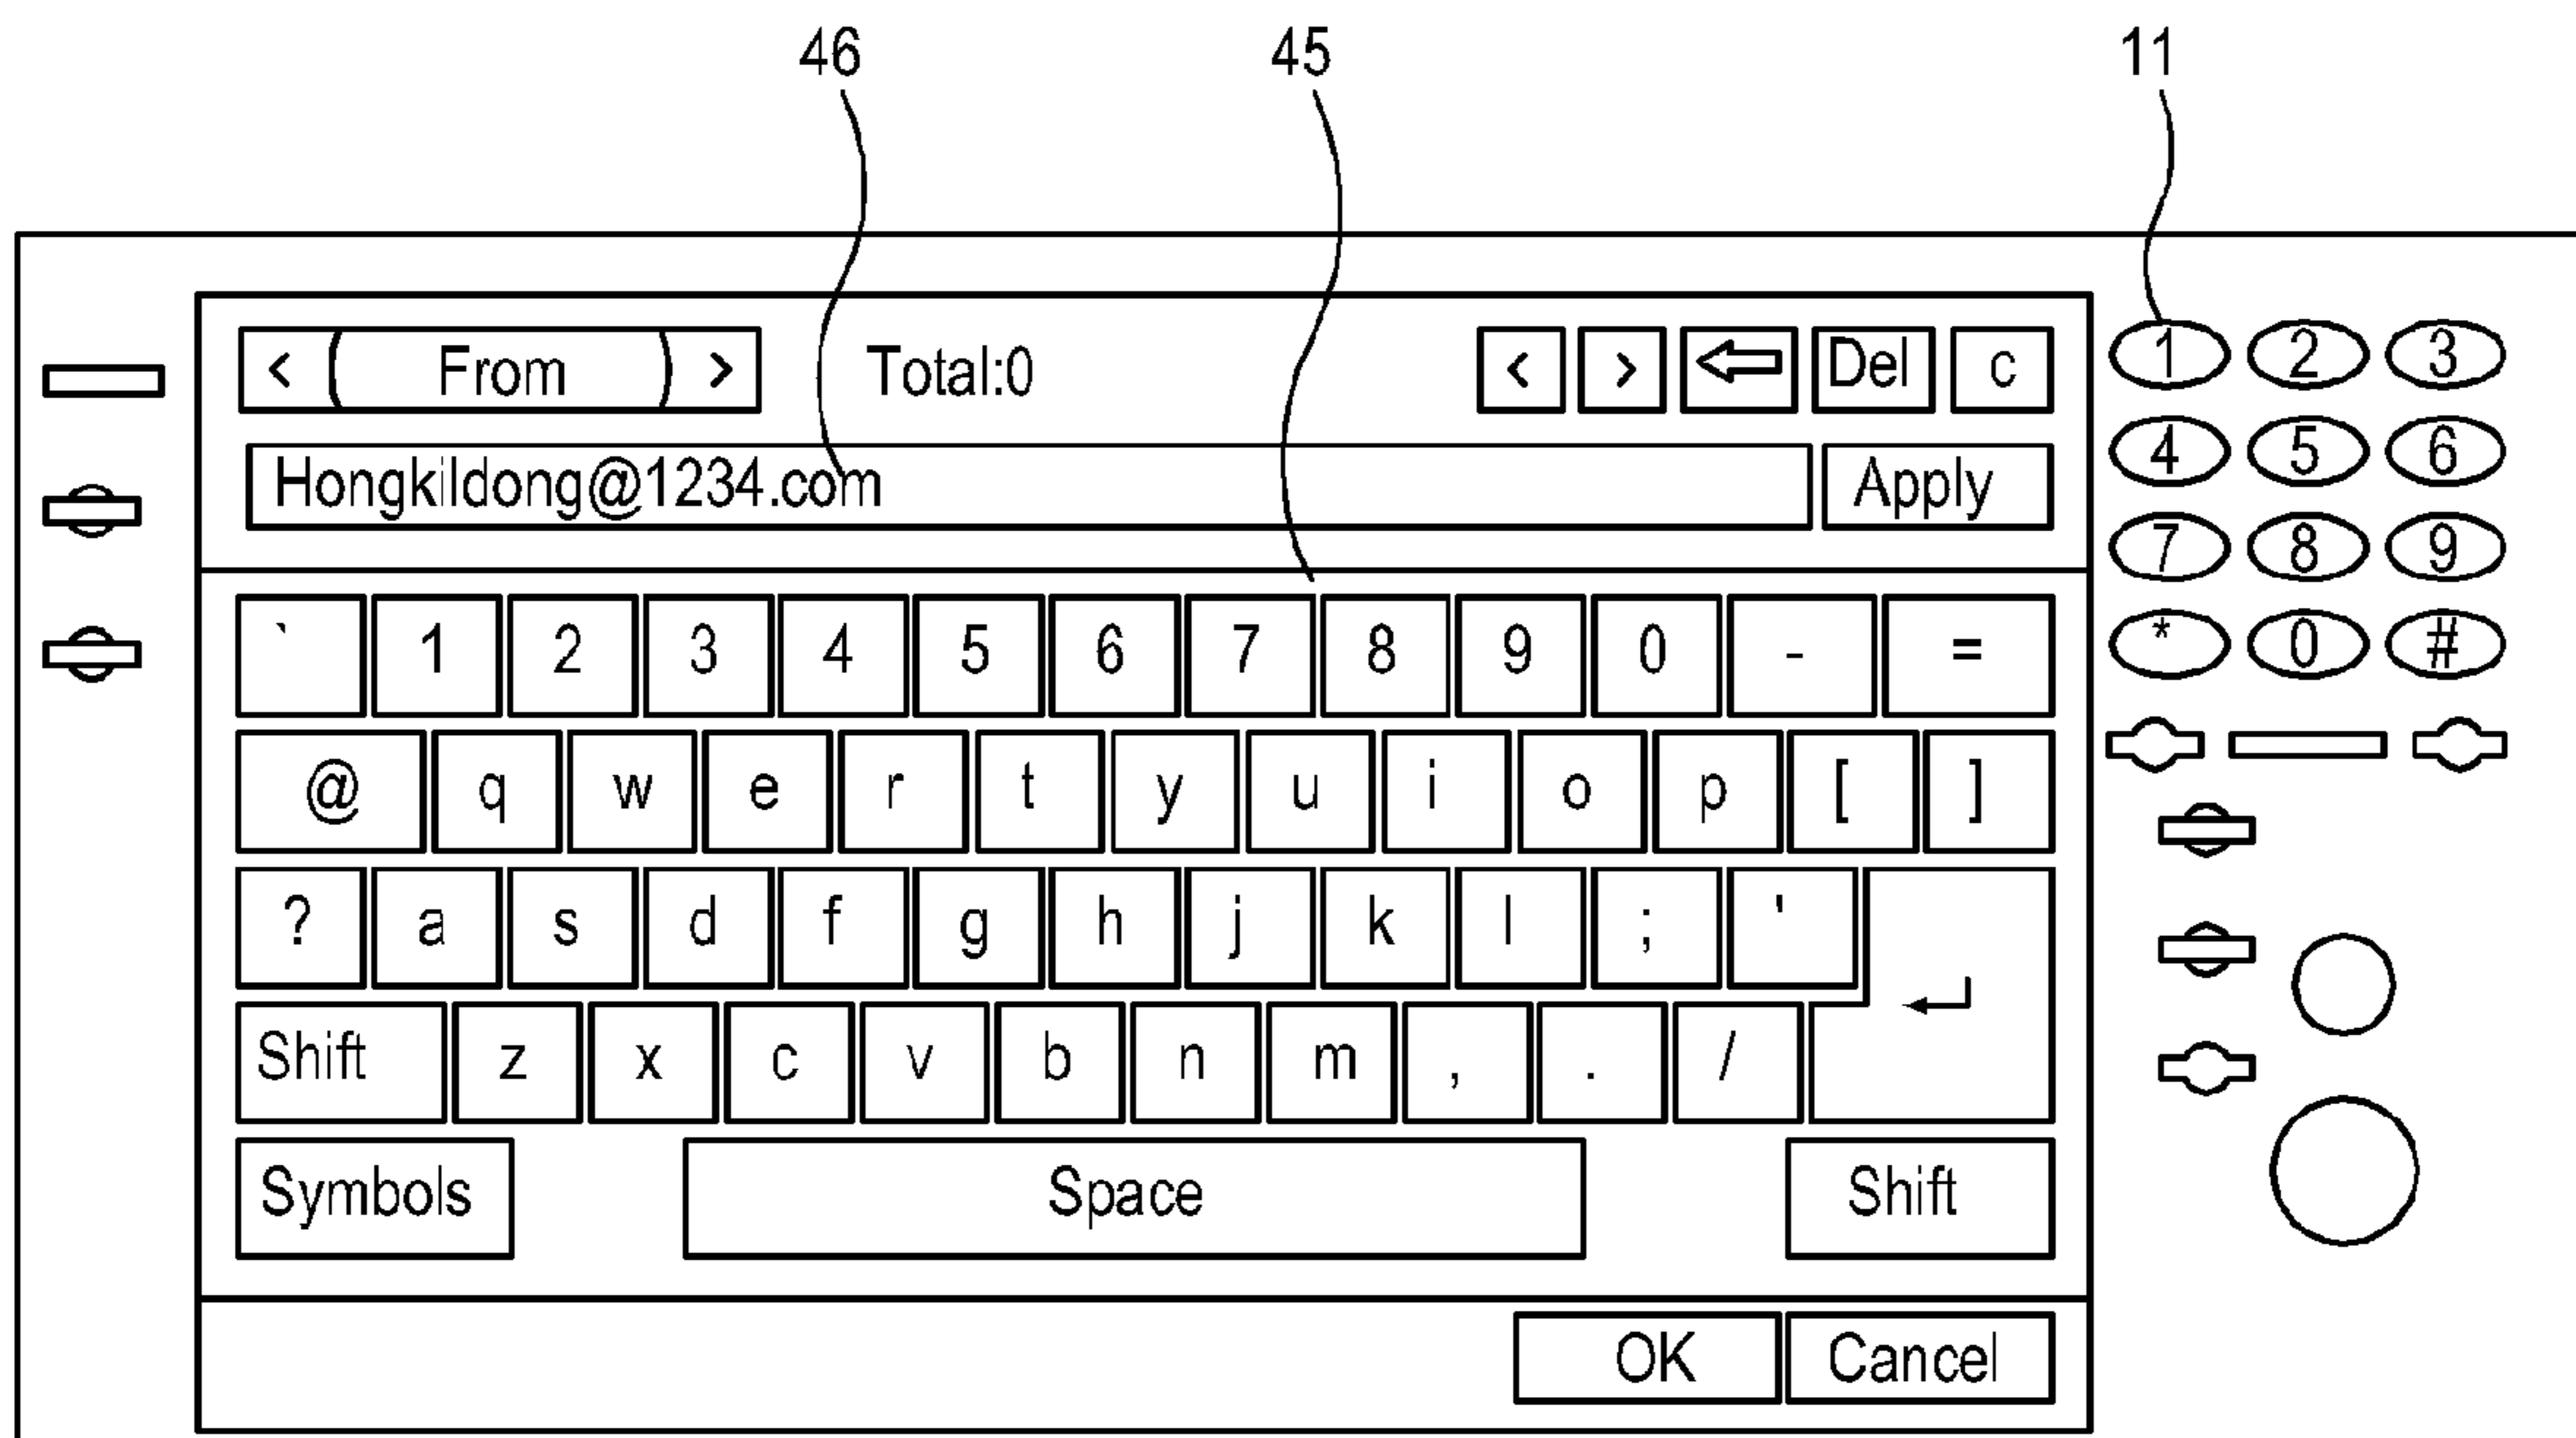 46 45 11
< From > Total:0 < > Del c 1 2 3
Hongkildong@1234.com Apply 4 5 6
7 8 9
` 1 2 3 4 5 6 7 8 9 0 - = * 0 #
@ q w e r t y u i o p [ ]
? a s d f g h j k l ; '
Shift z x c v b n m , . /
Symbols Space Shift
OK Cancel